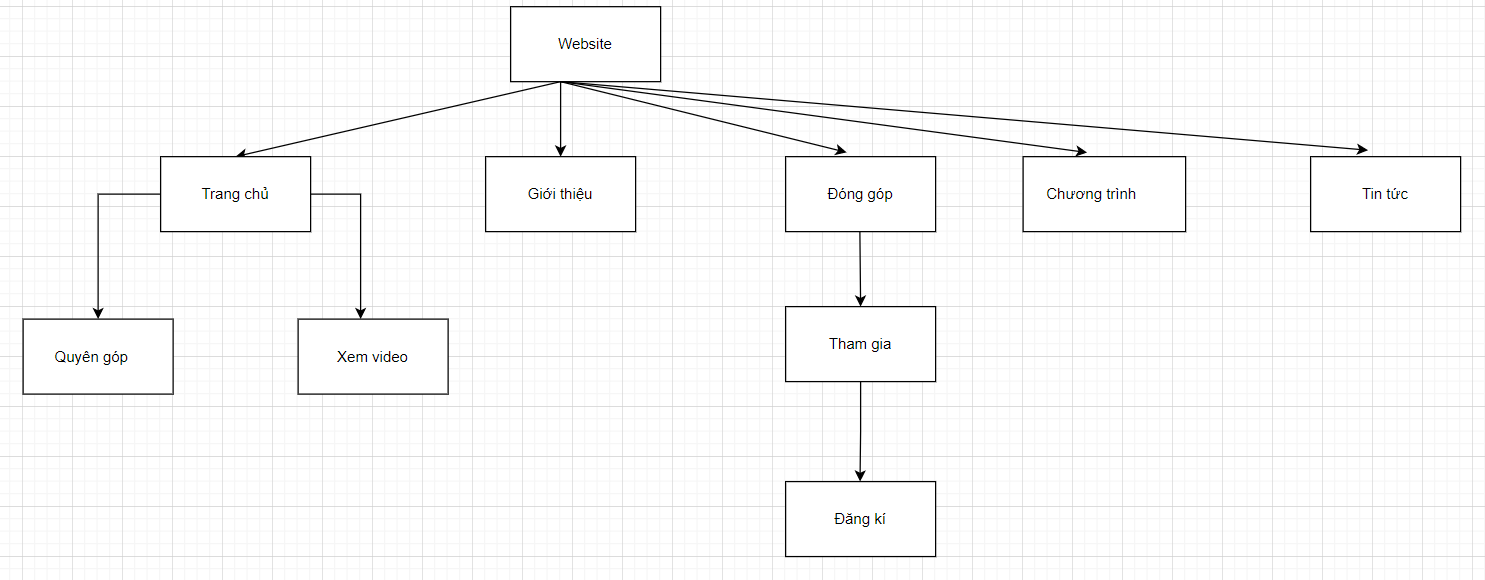 Website
Trang chủ
Giới thiệu
Đóng góp
Chương trình
Tin tức
Quyên góp
Xem video
Tham gia
Đăng kí